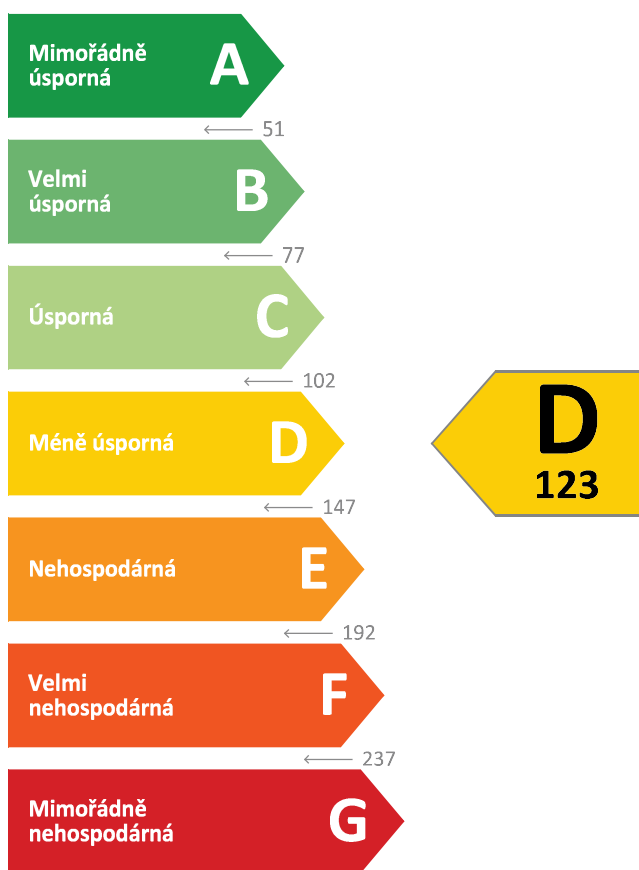 Mimořádně
úsporná
A
51
Velmi
úsporná
B
77
Úsporná
C
102
Méně úsporná
D
D
123
147
Nehospodárná
E
192
Velmi
nehospodárná
F
237
Mimořádně
nehospodárná
G